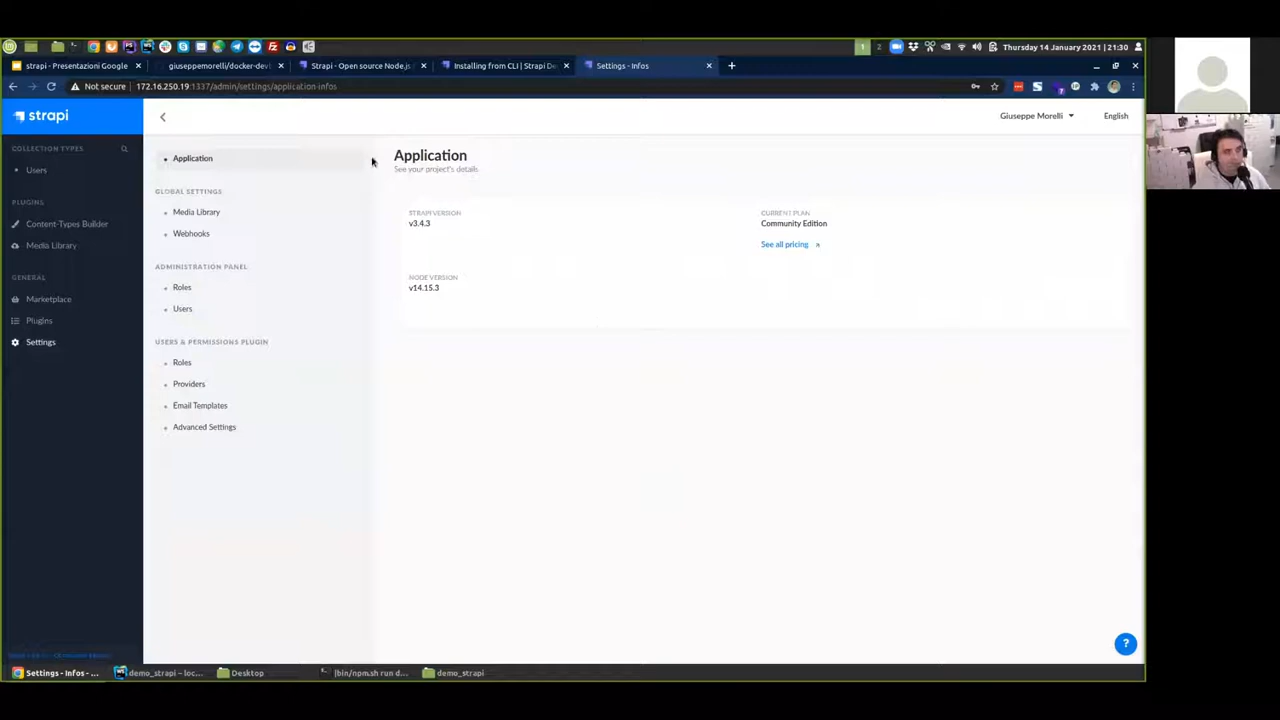 Thursday 14 January 2021 | 21:30
strapi - Presentazioni Google
giuseppemorelli/docker-devl
Strapi - Open source Node.js
Installing from CLI | Strapi De
Settings - Infos
Not secure
172.16.250.19:1337/admin/settings/application-infos
strapi
Giuseppe Morelli
English
COLLECTION TYPES
Users
PLUGINS
Content-Types Builder
Media Library
GENERAL
Marketplace
Plugins
Settings
Application
GLOBAL SETTINGS
Media Library
Webhooks
ADMINISTRATION PANEL
Roles
Users
USERS & PERMISSIONS PLUGIN
Roles
Providers
Email Templates
Advanced Settings
Application
See your project's details
STRAPI VERSION
v3.4.3
CURRENT PLAN
Community Edition
See all pricing
NODE VERSION
v14.15.3
?
Settings - Infos - ...
demo_strapi – loc...
Desktop
[bin/npm.sh run d...
demo_strapi